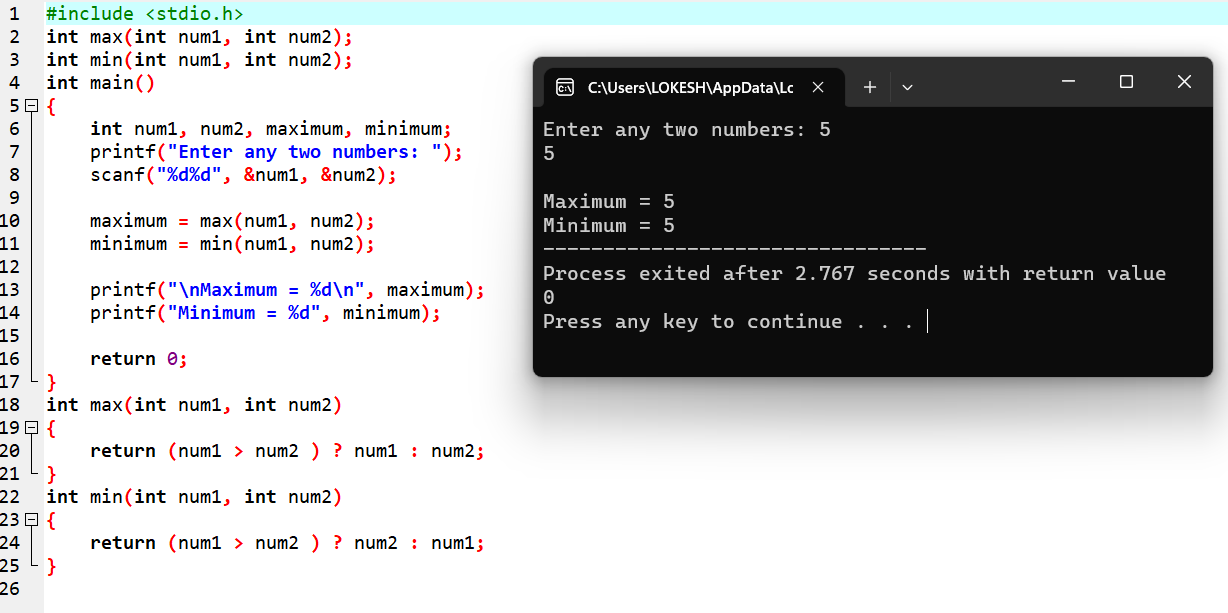 1 #include <stdio.h>
2 int max(int num1, int num2);
3 int min(int num1, int num2);
4 int main()
5 {
6 int num1, num2, maximum, minimum;
7 printf("Enter any two numbers: ");
8 scanf("%d%d", &num1, &num2);
9
10 maximum = max(num1, num2);
11 minimum = min(num1, num2);
12
13 printf("\nMaximum = %d\n", maximum);
14 printf("Minimum = %d", minimum);
15
16 return 0;
17 }
18 int max(int num1, int num2)
19 {
20 return (num1 > num2 ) ? num1 : num2;
21 }
22 int min(int num1, int num2)
23 {
24 return (num1 > num2 ) ? num2 : num1;
25 }
26
C:\Users\LOKESH\AppData\Lc
Enter any two numbers: 5
5
Maximum = 5
Minimum = 5
--------------------------------
Process exited after 2.767 seconds with return value
0
Press any key to continue . . .